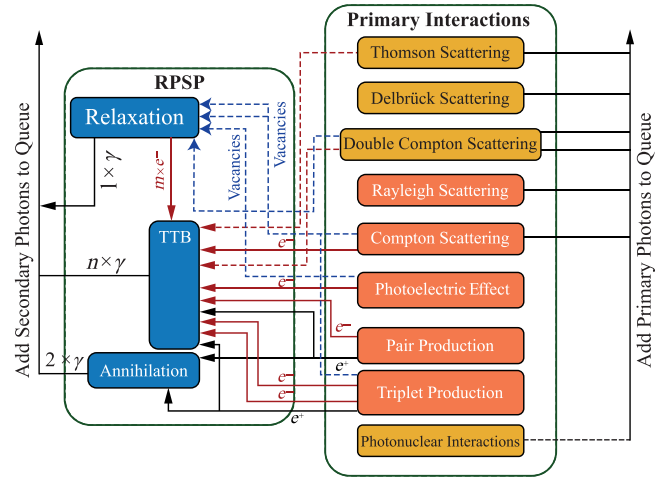 Primary Interactions
Thomson Scattering
Delbrück Scattering
Double Compton Scattering
Rayleigh Scattering
Compton Scattering
Photoelectric Effect
Pair Production
Triplet Production
Photonuclear Interactions
RPSP
Relaxation
TTB
Annihilation
Vacancies
Vacancies
1×γ
m×e⁻
n×γ
2×γ
e⁻
e⁻
e⁻
e⁺
e⁻
e⁻
e⁺
Add Secondary Photons to Queue
Add Primary Photons to Queue